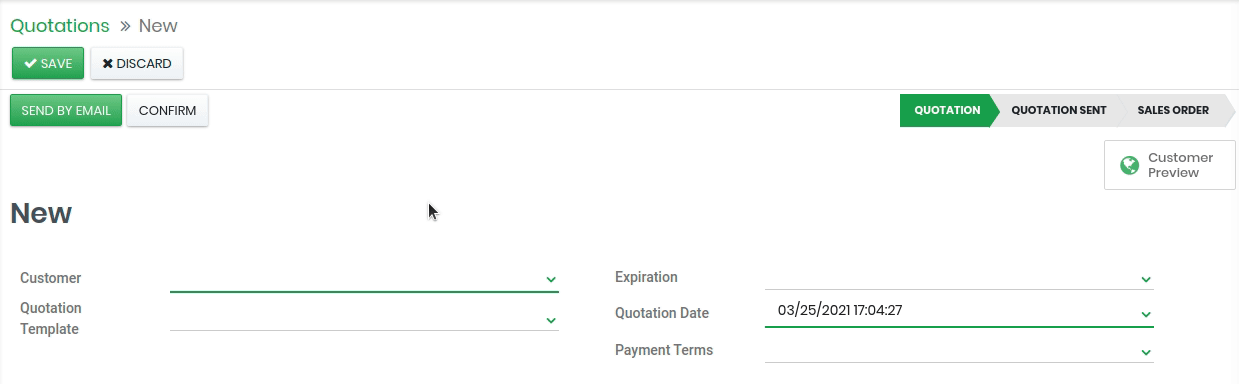 Quotations » New
SAVE DISCARD
SEND BY EMAIL CONFIRM QUOTATION QUOTATION SENT SALES ORDER
Customer
Preview
New
Customer
Quotation
Template
Expiration
Quotation Date 03/25/2021 17:04:27
Payment Terms